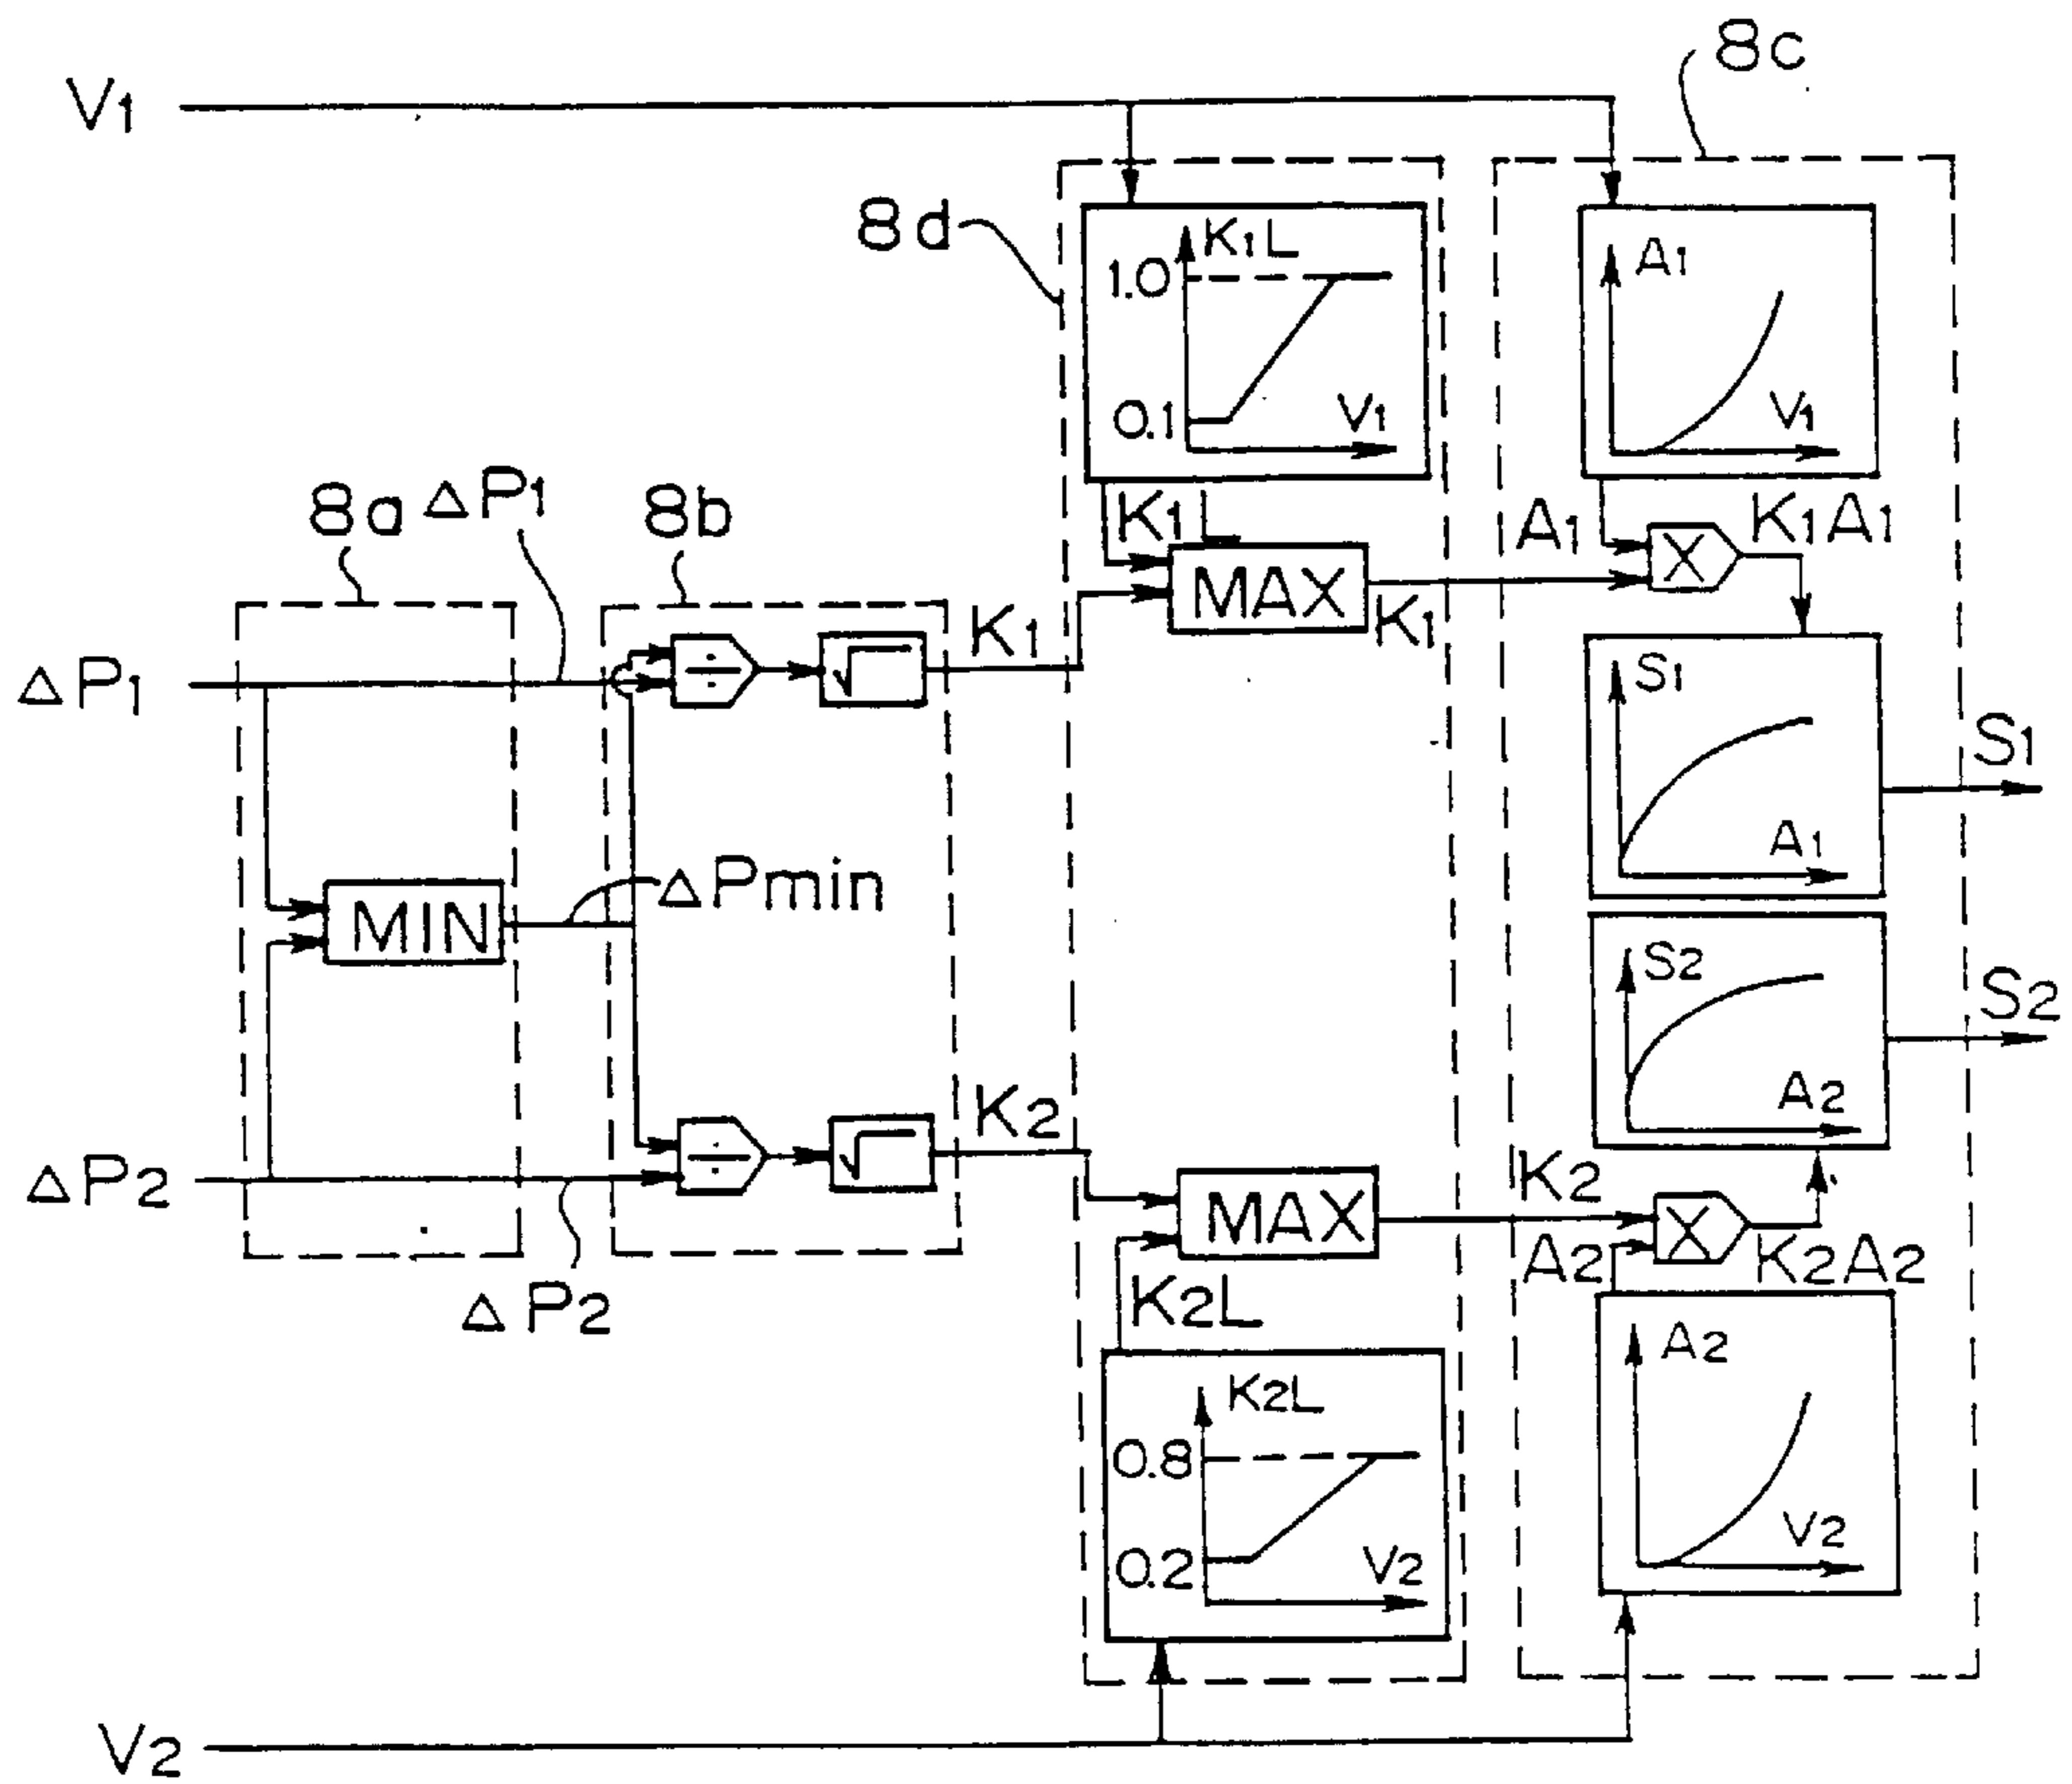 8c
V1
8d
K1L
1.0
0.1
V1
A1
V1
8a
ΔP1
8b
K1L
A1
K1A1
MAX
X
K1
K1
÷
√
ΔP1
S1
A1
S1
ΔPmin
MIN
S2
A2
S2
K2
÷
√
ΔP2
MAX
K2
X
A2
K2A2
ΔP2
K2L
K2L
0.8
0.2
V2
A2
V2
V2